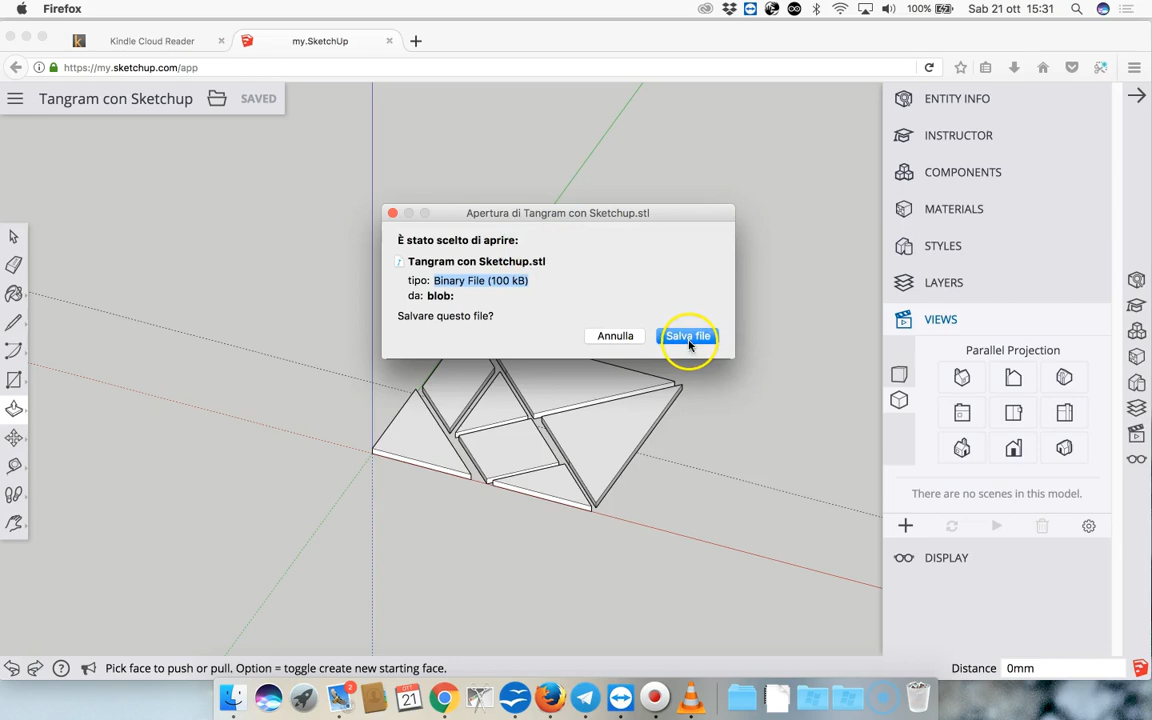 Firefox
100%
Sab 21 ott 15:31
Kindle Cloud Reader
my.SketchUp
https://my.sketchup.com/app
Tangram con Sketchup
SAVED
Apertura di Tangram con Sketchup.stl
È stato scelto di aprire:
Tangram con Sketchup.stl
tipo: Binary File (100 kB)
da: blob:
Salvare questo file?
Annulla
Salva file
ENTITY INFO
INSTRUCTOR
COMPONENTS
MATERIALS
STYLES
LAYERS
VIEWS
Parallel Projection
There are no scenes in this model.
DISPLAY
Pick face to push or pull. Option = toggle create new starting face.
Distance 0mm
2
OTT
21